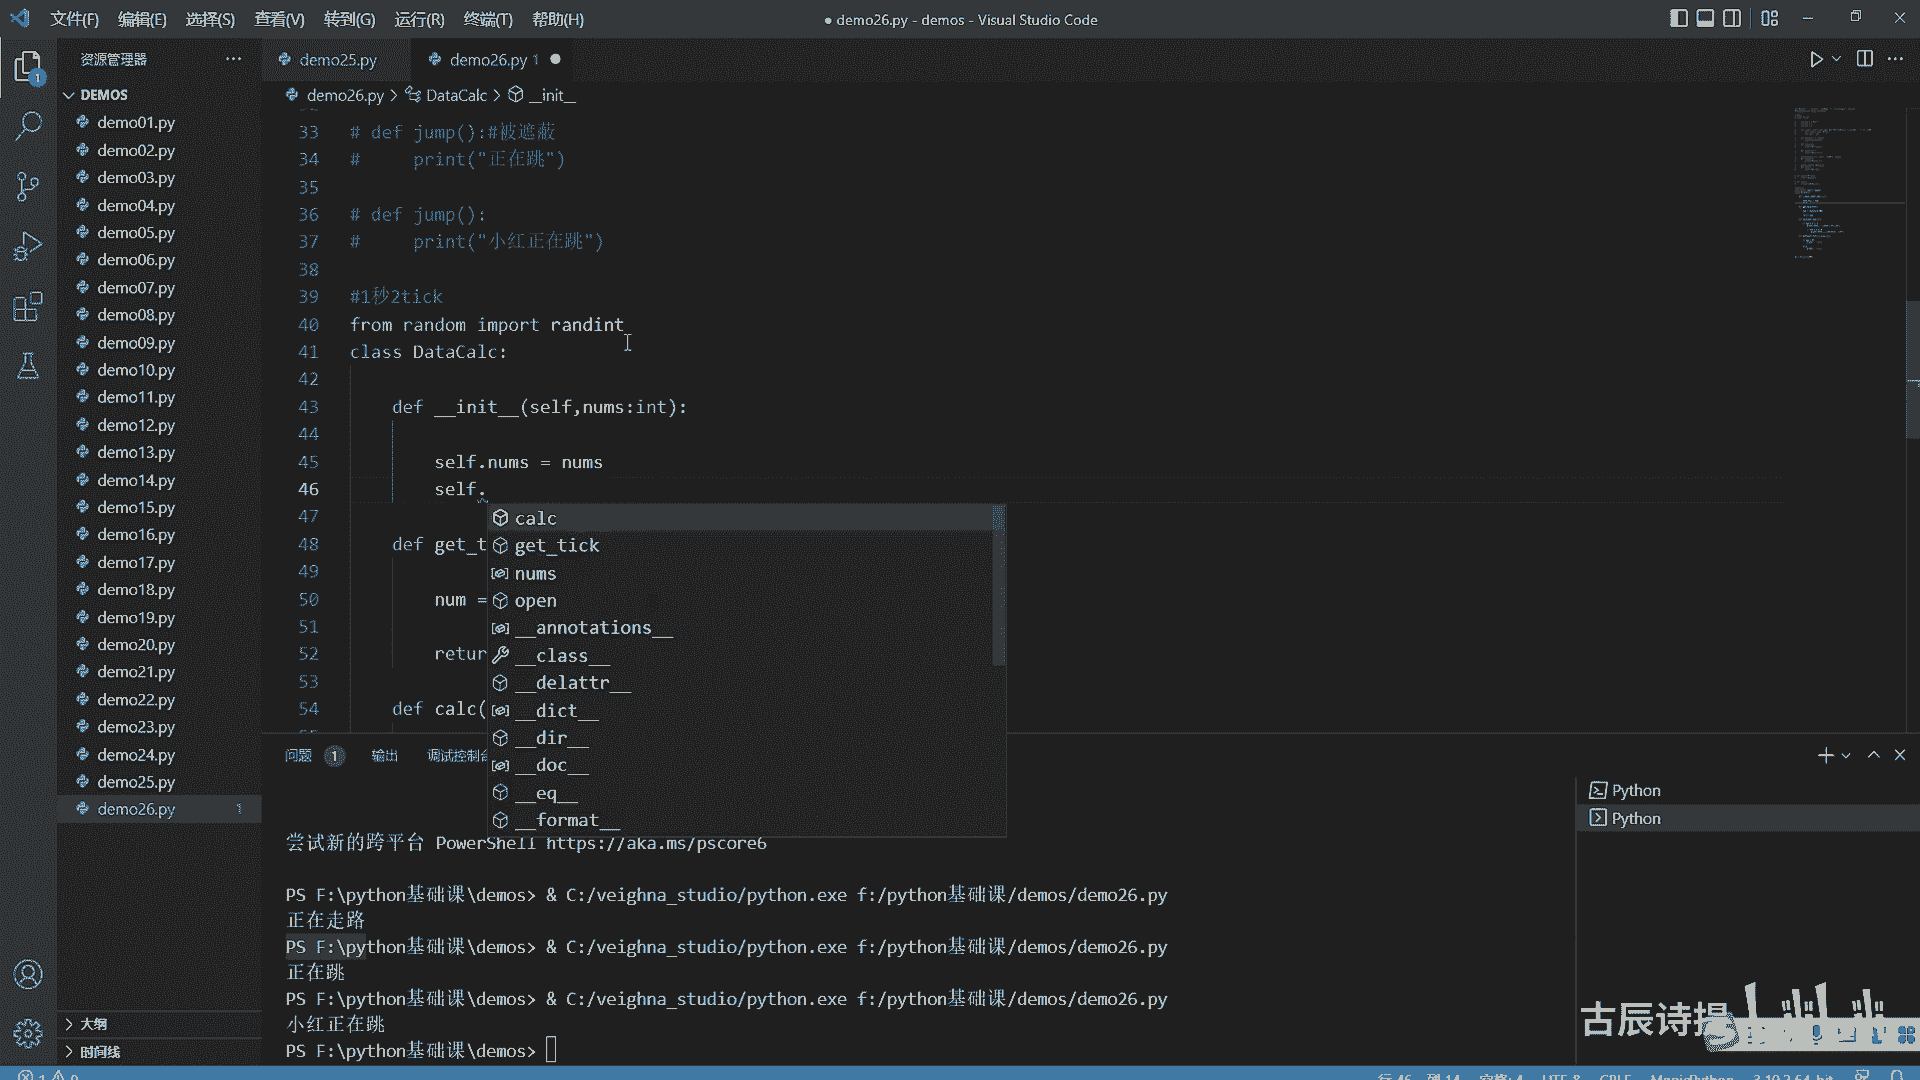 文件(F) 编辑(E) 选择(S) 查看(V) 转到(G) 运行(R) 终端(T) 帮助(H)
● demo26.py - demos - Visual Studio Code
资源管理器
demo25.py
demo26.py 1
DEMOS
demo26.py > DataCalc > __init__
demo01.py
demo02.py
demo03.py
demo04.py
demo05.py
demo06.py
demo07.py
demo08.py
demo09.py
demo10.py
demo11.py
demo12.py
demo13.py
demo14.py
demo15.py
demo16.py
demo17.py
demo18.py
demo19.py
demo20.py
demo21.py
demo22.py
demo23.py
demo24.py
demo25.py
demo26.py 1
大纲
时间线
33 # def jump():#被遮蔽
34 #     print("正在跳")
35
36 # def jump():
37 #     print("小红正在跳")
38
39 #1秒2tick
40 from random import randint
41 class DataCalc:
42
43     def __init__(self,nums:int):
44
45         self.nums = nums
46         self.
47
48     def get_t
49
50         num =
51
52         retur
53
54     def calc(
calc
get_tick
nums
open
__annotations__
__class__
__delattr__
__dict__
__dir__
__doc__
__eq__
__format__
问题 1 输出 调试控制台
尝试新的跨平台 PowerShell https://aka.ms/pscore6
PS F:\python基础课\demos> & C:/veighna_studio/python.exe f:/python基础课/demos/demo26.py
正在走路
PS F:\python基础课\demos> & C:/veighna_studio/python.exe f:/python基础课/demos/demo26.py
正在跳
PS F:\python基础课\demos> & C:/veighna_studio/python.exe f:/python基础课/demos/demo26.py
小红正在跳
PS F:\python基础课\demos>
Python
Python
古辰诗提